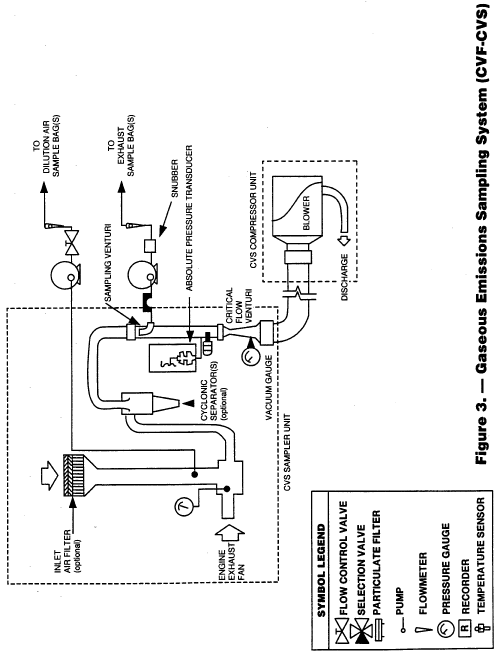 TO
DILUTION AIR
SAMPLE BAG(S)
TO
EXHAUST
SAMPLE BAG(S)
SNUBBER
ABSOLUTE PRESSURE TRANSDUCER
SAMPLING VENTURI
CVS COMPRESSOR UNIT
BLOWER
DISCHARGE
CRITICAL
FLOW
VENTURI
VACUUM GAUGE
CYCLONIC
SEPARATOR(S)
(optional)
CVS SAMPLER UNIT
INLET
AIR FILTER
(optional)
T
ENGINE
EXHAUST
FAN
SYMBOL LEGEND
FLOW CONTROL VALVE
SELECTION VALVE
PARTICULATE FILTER
PUMP
FLOWMETER
PRESSURE GAUGE
R RECORDER
TEMPERATURE SENSOR
Figure 3. — Gaseous Emissions Sampling System (CVF-CVS)